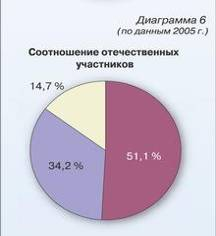 Диаграмма 6
(по данным 2005 г.)
Соотношение отечественных
участников
14,7 %
51,1 %
34,2 %